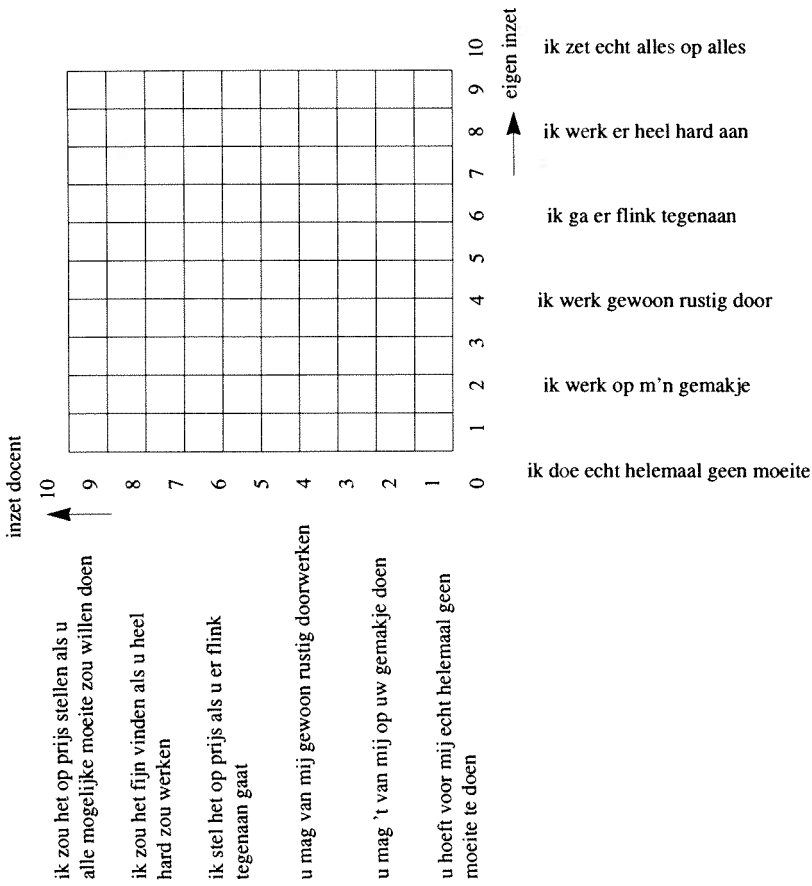 inzet docent
10
9
8
7
6
5
4
3
2
1
0
1
2
3
4
5
6
7
8
9
10
eigen inzet
ik zet echt alles op alles
ik werk er heel hard aan
ik ga er flink tegenaan
ik werk gewoon rustig door
ik werk op m'n gemakje
ik doe echt helemaal geen moeite
ik zou het op prijs stellen als u
alle mogelijke moeite zou willen doen
ik zou het fijn vinden als u heel
hard zou werken
ik stel het op prijs als u er flink
tegenaan gaat
u mag van mij gewoon rustig doorwerken
u mag 't van mij op uw gemakje doen
u hoeft voor mij echt helemaal geen
moeite te doen